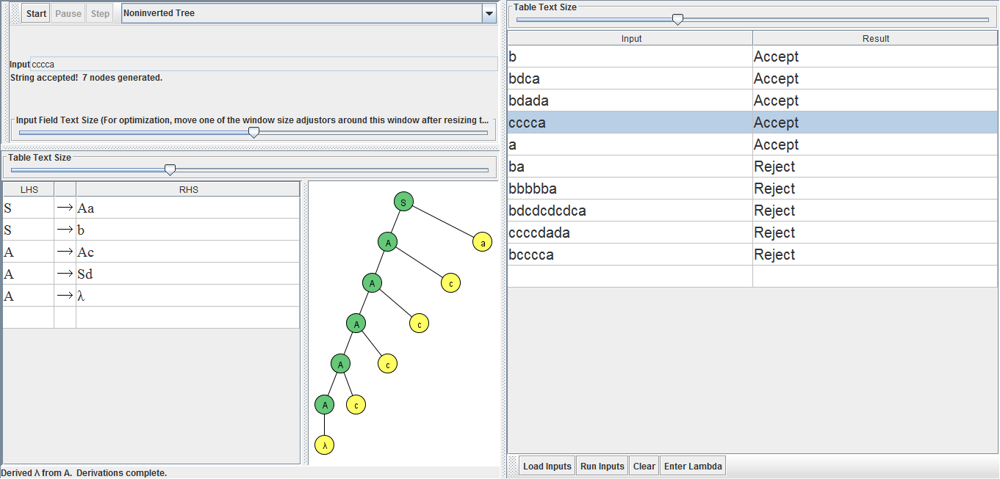 Start Pause Step Noninverted Tree
Input ccca
String accepted! 7 nodes generated.
Input Field Text Size (For optimization, move one of the window size adjustors around this window after resizing t...
Table Text Size
LHS RHS
S → Aa
S → b
A → Ac
A → Sd
A → λ
S
A a
A c
A c
A c
A c
λ
Derived λ from A. Derivations complete.
Table Text Size
Input Result
b Accept
bdca Accept
bdada Accept
cccca Accept
a Accept
ba Reject
bbbbba Reject
bdcdcdcdca Reject
ccccdada Reject
bcccca Reject
Load Inputs Run Inputs Clear Enter Lambda